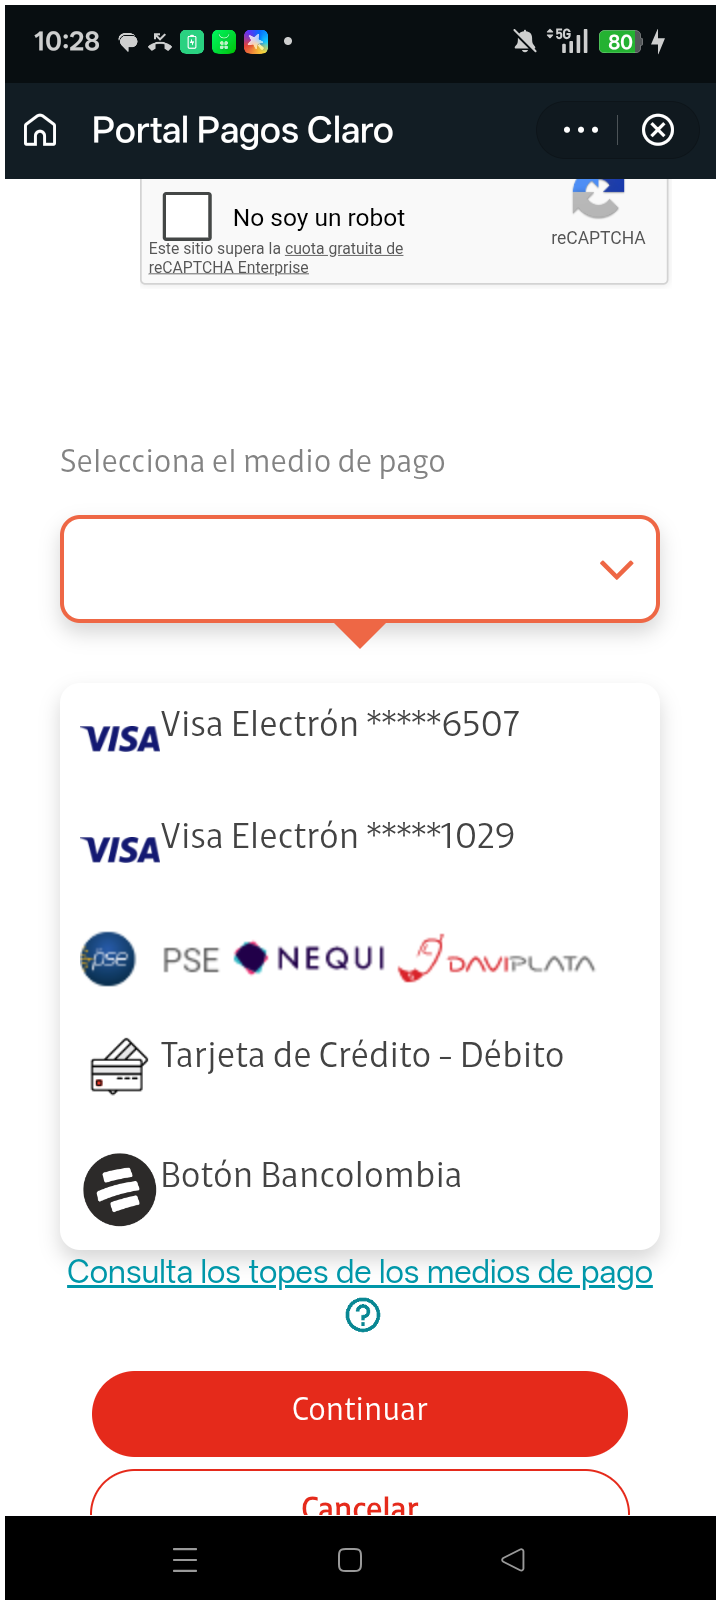 10:28
5G
80
Portal Pagos Claro
No soy un robot
reCAPTCHA
Este sitio supera la cuota gratuita de
reCAPTCHA Enterprise
Selecciona el medio de pago
VISA Visa Electrón *****6507
VISA Visa Electrón *****1029
pse PSE NEQUI DAVIPLATA
Tarjeta de Crédito - Débito
Botón Bancolombia
Consulta los topes de los medios de pago
?
Continuar
Cancelar